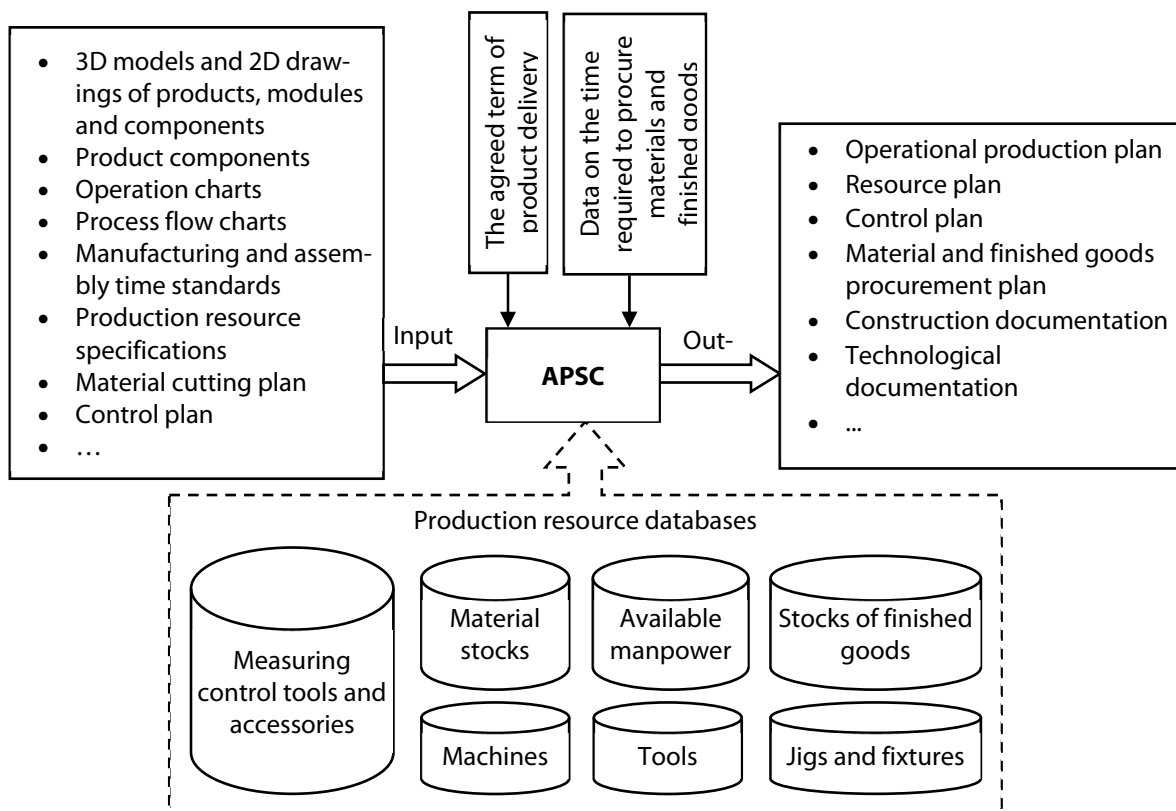 • 3D models and 2D draw-
ings of products, modules
and components
• Product components
• Operation charts
• Process flow charts
• Manufacturing and assem-
bly time standards
• Production resource
specifications
• Material cutting plan
• Control plan
• …
The agreed term of
product delivery
Data on the time
required to procure
materials and
finished goods
Input
APSC
Out-
• Operational production plan
• Resource plan
• Control plan
• Material and finished goods
procurement plan
• Construction documentation
• Technological
documentation
• ...
Production resource databases
Measuring
control tools and
accessories
Material
stocks
Available
manpower
Stocks of finished
goods
Machines
Tools
Jigs and fixtures